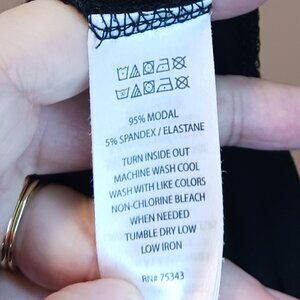 95% MODAL
5% SPANDEX / ELASTANE
TURN INSIDE OUT
MACHINE WASH COOL
WASH WITH LIKE COLORS
NON-CHLORINE BLEACH
WHEN NEEDED
TUMBLE DRY LOW
LOW IRON
RN# 75343